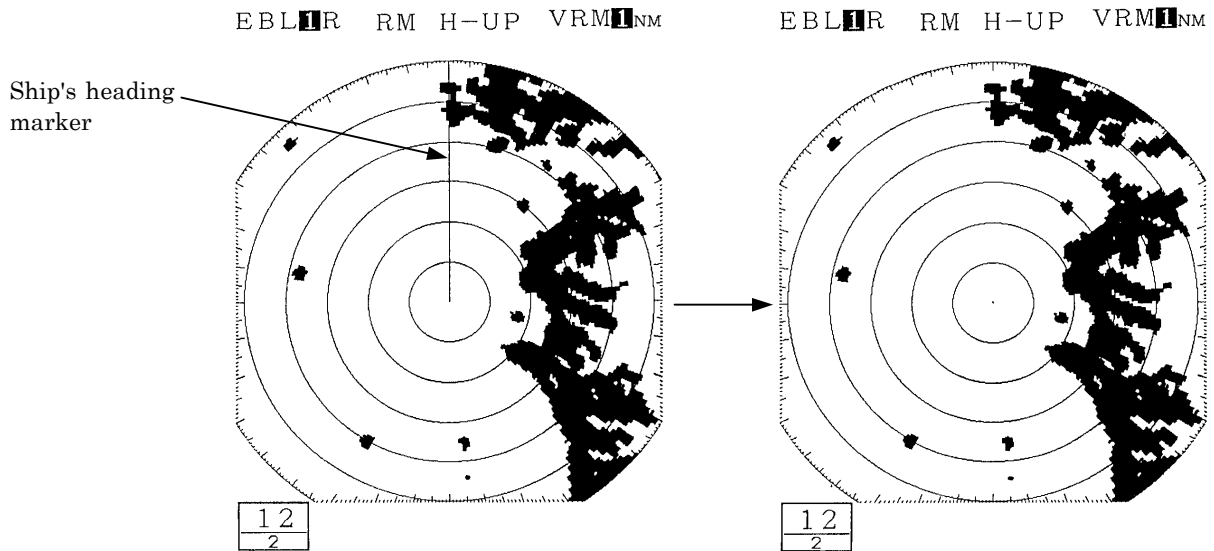 EBL1R RM H-UP VRM1NM
EBL1R RM H-UP VRM1NM
Ship's heading
marker
12
2
12
2